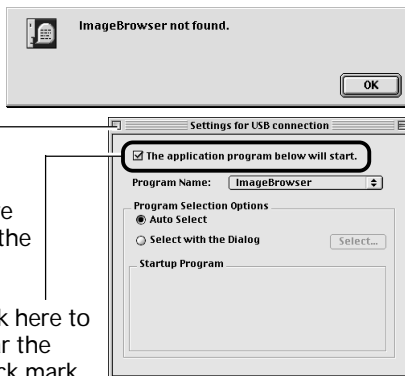 ImageBrowser not found.
OK
Settings for USB connection
The application program below will start.
Program Name: ImageBrowser
Program Selection Options
Auto Select
Select with the Dialog Select...
Startup Program
the
k here to
r the
ck mark